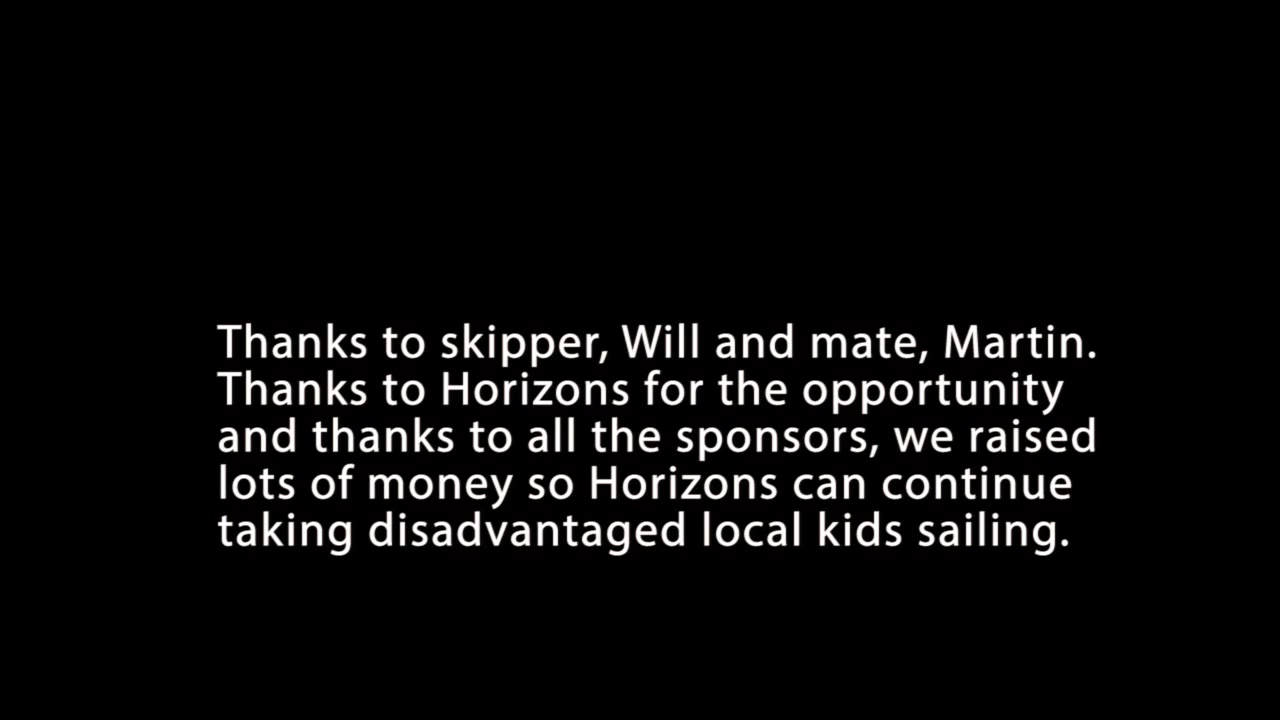 Thanks to skipper, Will and mate, Martin.
Thanks to Horizons for the opportunity
and thanks to all the sponsors, we raised
lots of money so Horizons can continue
taking disadvantaged local kids sailing.